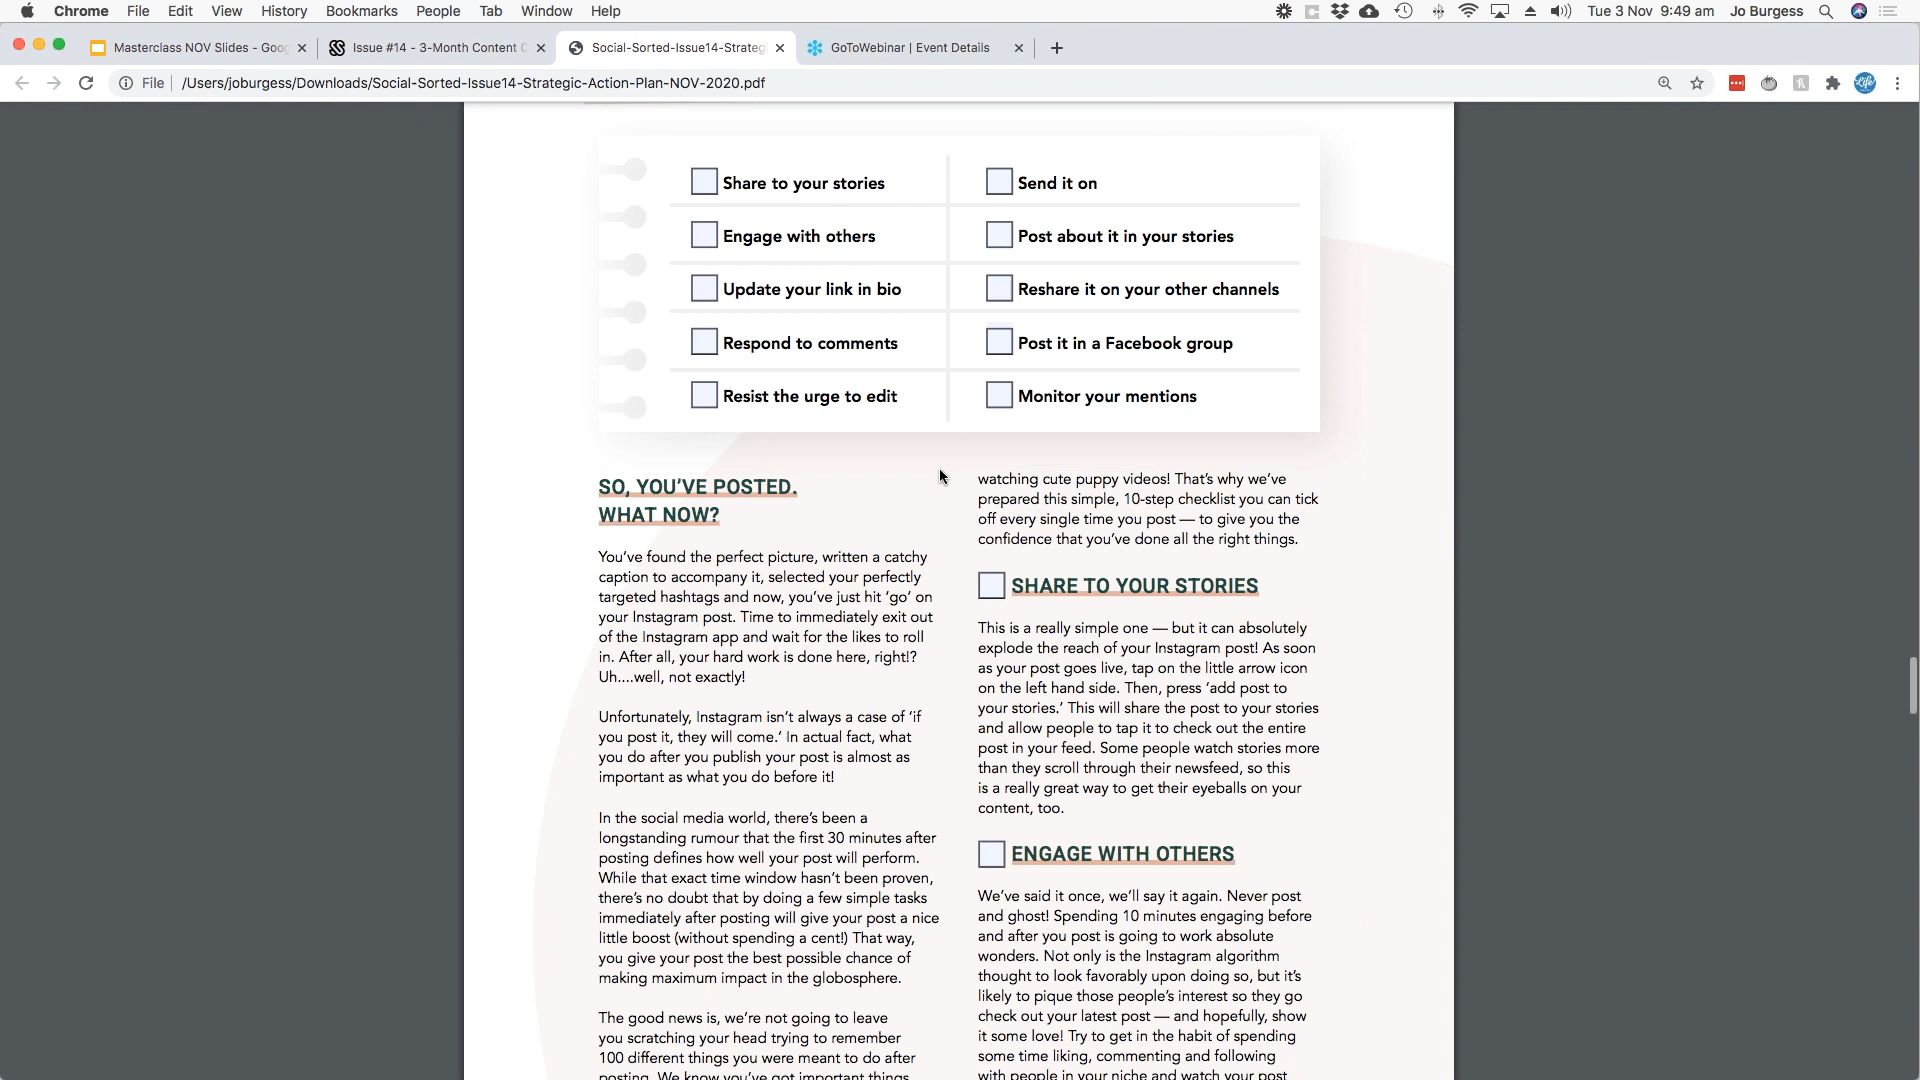 Chrome File Edit View History Bookmarks People Tab Window Help
Tue 3 Nov 9:49 am Jo Burgess
Masterclass NOV Slides - Goo
Issue #14 - 3-Month Content C
Social-Sorted-Issue14-Strateg
GoToWebinar | Event Details
File | /Users/joburgess/Downloads/Social-Sorted-Issue14-Strategic-Action-Plan-NOV-2020.pdf
Life
Share to your stories
Send it on
Engage with others
Post about it in your stories
Update your link in bio
Reshare it on your other channels
Respond to comments
Post it in a Facebook group
Resist the urge to edit
Monitor your mentions
SO, YOU'VE POSTED.
WHAT NOW?
You've found the perfect picture, written a catchy
caption to accompany it, selected your perfectly
targeted hashtags and now, you've just hit 'go' on
your Instagram post. Time to immediately exit out
of the Instagram app and wait for the likes to roll
in. After all, your hard work is done here, right!?
Uh....well, not exactly!
Unfortunately, Instagram isn't always a case of 'if
you post it, they will come.' In actual fact, what
you do after you publish your post is almost as
important as what you do before it!
In the social media world, there's been a
longstanding rumour that the first 30 minutes after
posting defines how well your post will perform.
While that exact time window hasn't been proven,
there's no doubt that by doing a few simple tasks
immediately after posting will give your post a nice
little boost (without spending a cent!) That way,
you give your post the best possible chance of
making maximum impact in the globosphere.
The good news is, we're not going to leave
you scratching your head trying to remember
100 different things you were meant to do after
posting. We know you've got important things
watching cute puppy videos! That's why we've
prepared this simple, 10-step checklist you can tick
off every single time you post — to give you the
confidence that you've done all the right things.
SHARE TO YOUR STORIES
This is a really simple one — but it can absolutely
explode the reach of your Instagram post! As soon
as your post goes live, tap on the little arrow icon
on the left hand side. Then, press 'add post to
your stories.' This will share the post to your stories
and allow people to tap it to check out the entire
post in your feed. Some people watch stories more
than they scroll through their newsfeed, so this
is a really great way to get their eyeballs on your
content, too.
ENGAGE WITH OTHERS
We've said it once, we'll say it again. Never post
and ghost! Spending 10 minutes engaging before
and after you post is going to work absolute
wonders. Not only is the Instagram algorithm
thought to look favorably upon doing so, but it's
likely to pique those people's interest so they go
check out your latest post — and hopefully, show
it some love! Try to get in the habit of spending
some time liking, commenting and following
with people in your niche and watch your post